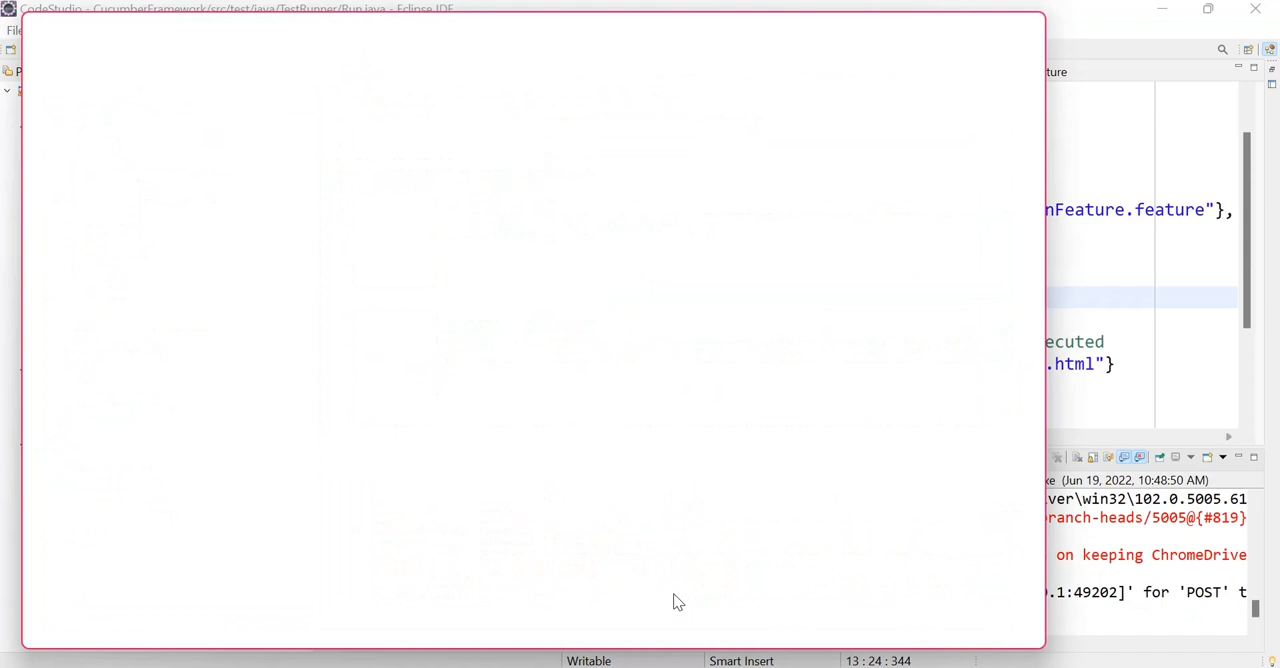 CodeStudio - CucumberFramework/src/test/java/TestRunner/Run.java - Eclipse IDE
File
P
ture
nFeature.feature"},
ecuted
.html"}
ke (Jun 19, 2022, 10:48:50 AM)
ver\win32\102.0.5005.61
ranch-heads/5005@{#819}
on keeping ChromeDrive
.1:49202]' for 'POST' t
Writable Smart Insert 13 : 24 : 344